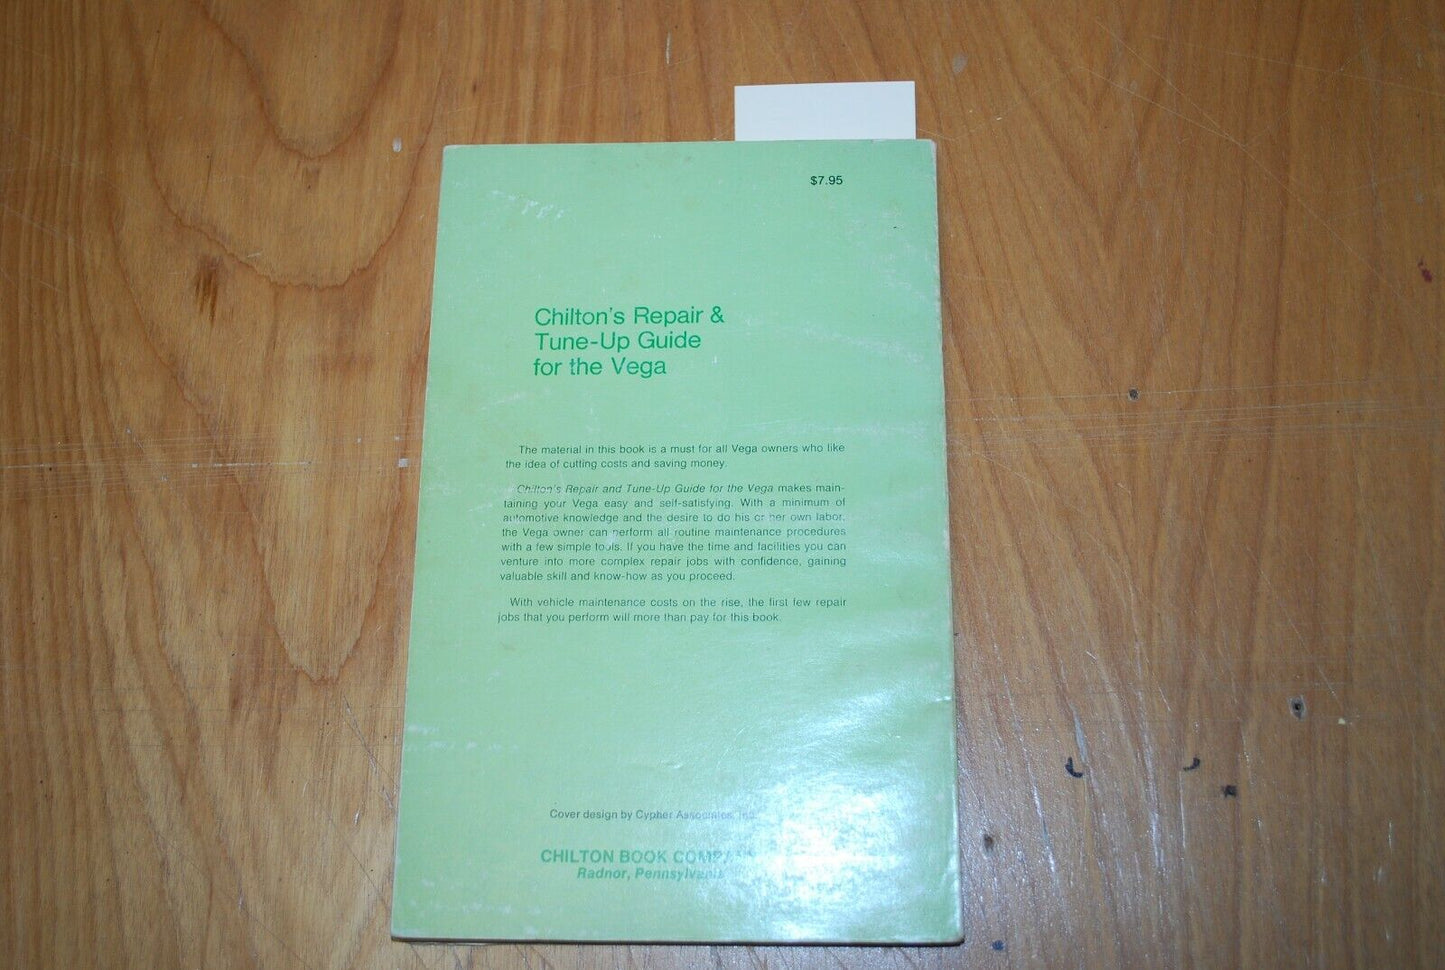 $7.95
Chilton's Repair &
Tune-Up Guide
for the Vega
The material in this book is a must for all Vega owners who like
the idea of cutting costs and saving money.
Chilton's Repair and Tune-Up Guide for the Vega makes main-
taining your Vega easy and self-satisfying. With a minimum of
automotive knowledge and the desire to do his or her own labor,
the Vega owner can perform all routine maintenance procedures
with a few simple tools. If you have the time and facilities you can
venture into more complex repair jobs with confidence, gaining
valuable skill and know-how as you proceed.
With vehicle maintenance costs on the rise, the first few repair
jobs that you perform will more than pay for this book.
Cover design by Cypher Associates, Inc.
CHILTON BOOK COMPANY
Radnor, Pennsylvania